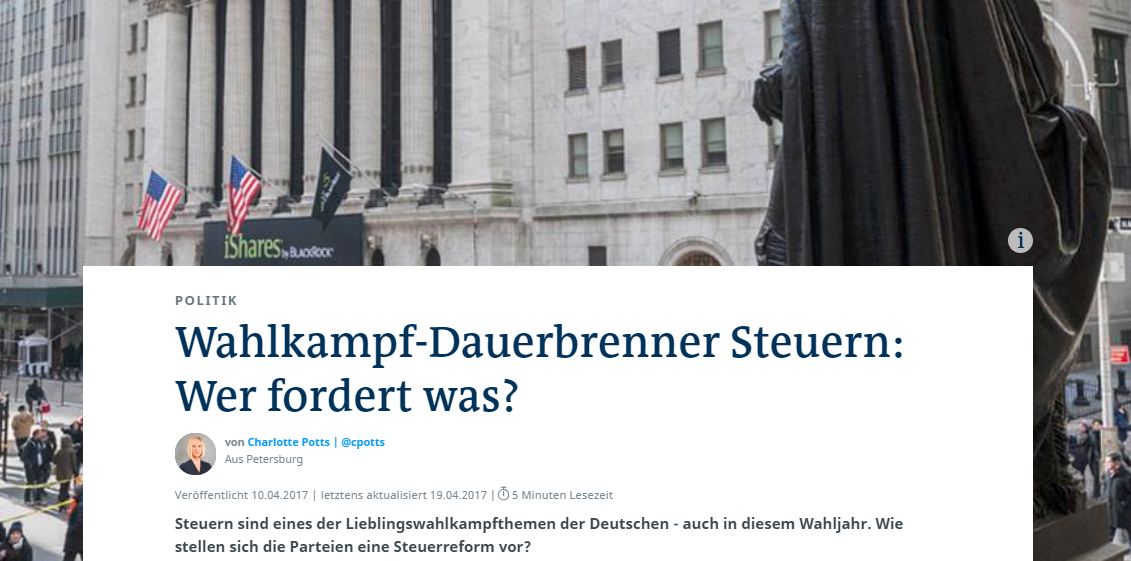 iShares by BLACKROCK
i
POLITIK
Wahlkampf-Dauerbrenner Steuern:
Wer fordert was?
von Charlotte Potts | @cpotts
Aus Petersburg
Veröffentlicht 10.04.2017 | letztens aktualisiert 19.04.2017 | 5 Minuten Lesezeit
Steuern sind eines der Lieblingswahlkampfthemen der Deutschen - auch in diesem Wahljahr. Wie
stellen sich die Parteien eine Steuerreform vor?